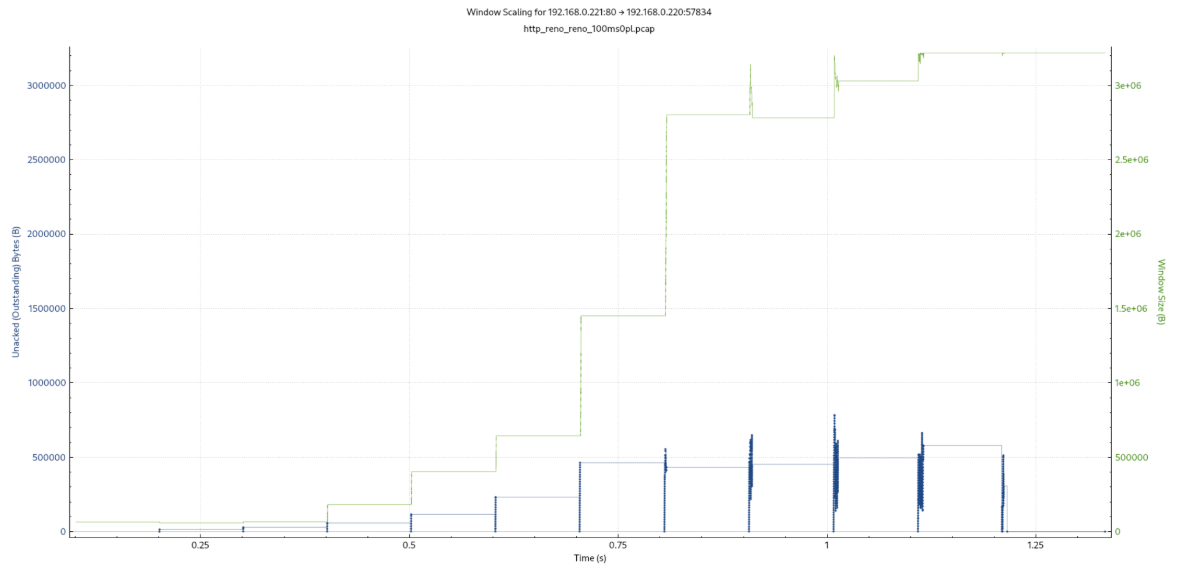 Window Scaling for 192.168.0.221:80 → 192.168.0.220:57834
http_reno_reno_100ms0pl.pcap
Unacked (Outstanding) Bytes (B)
3000000
2500000
2000000
1500000
1000000
500000
0
3e+06
2.5e+06
2e+06
1.5e+06
1e+06
500000
0
Window Size (B)
0.25
0.5
0.75
1
1.25
Time (s)